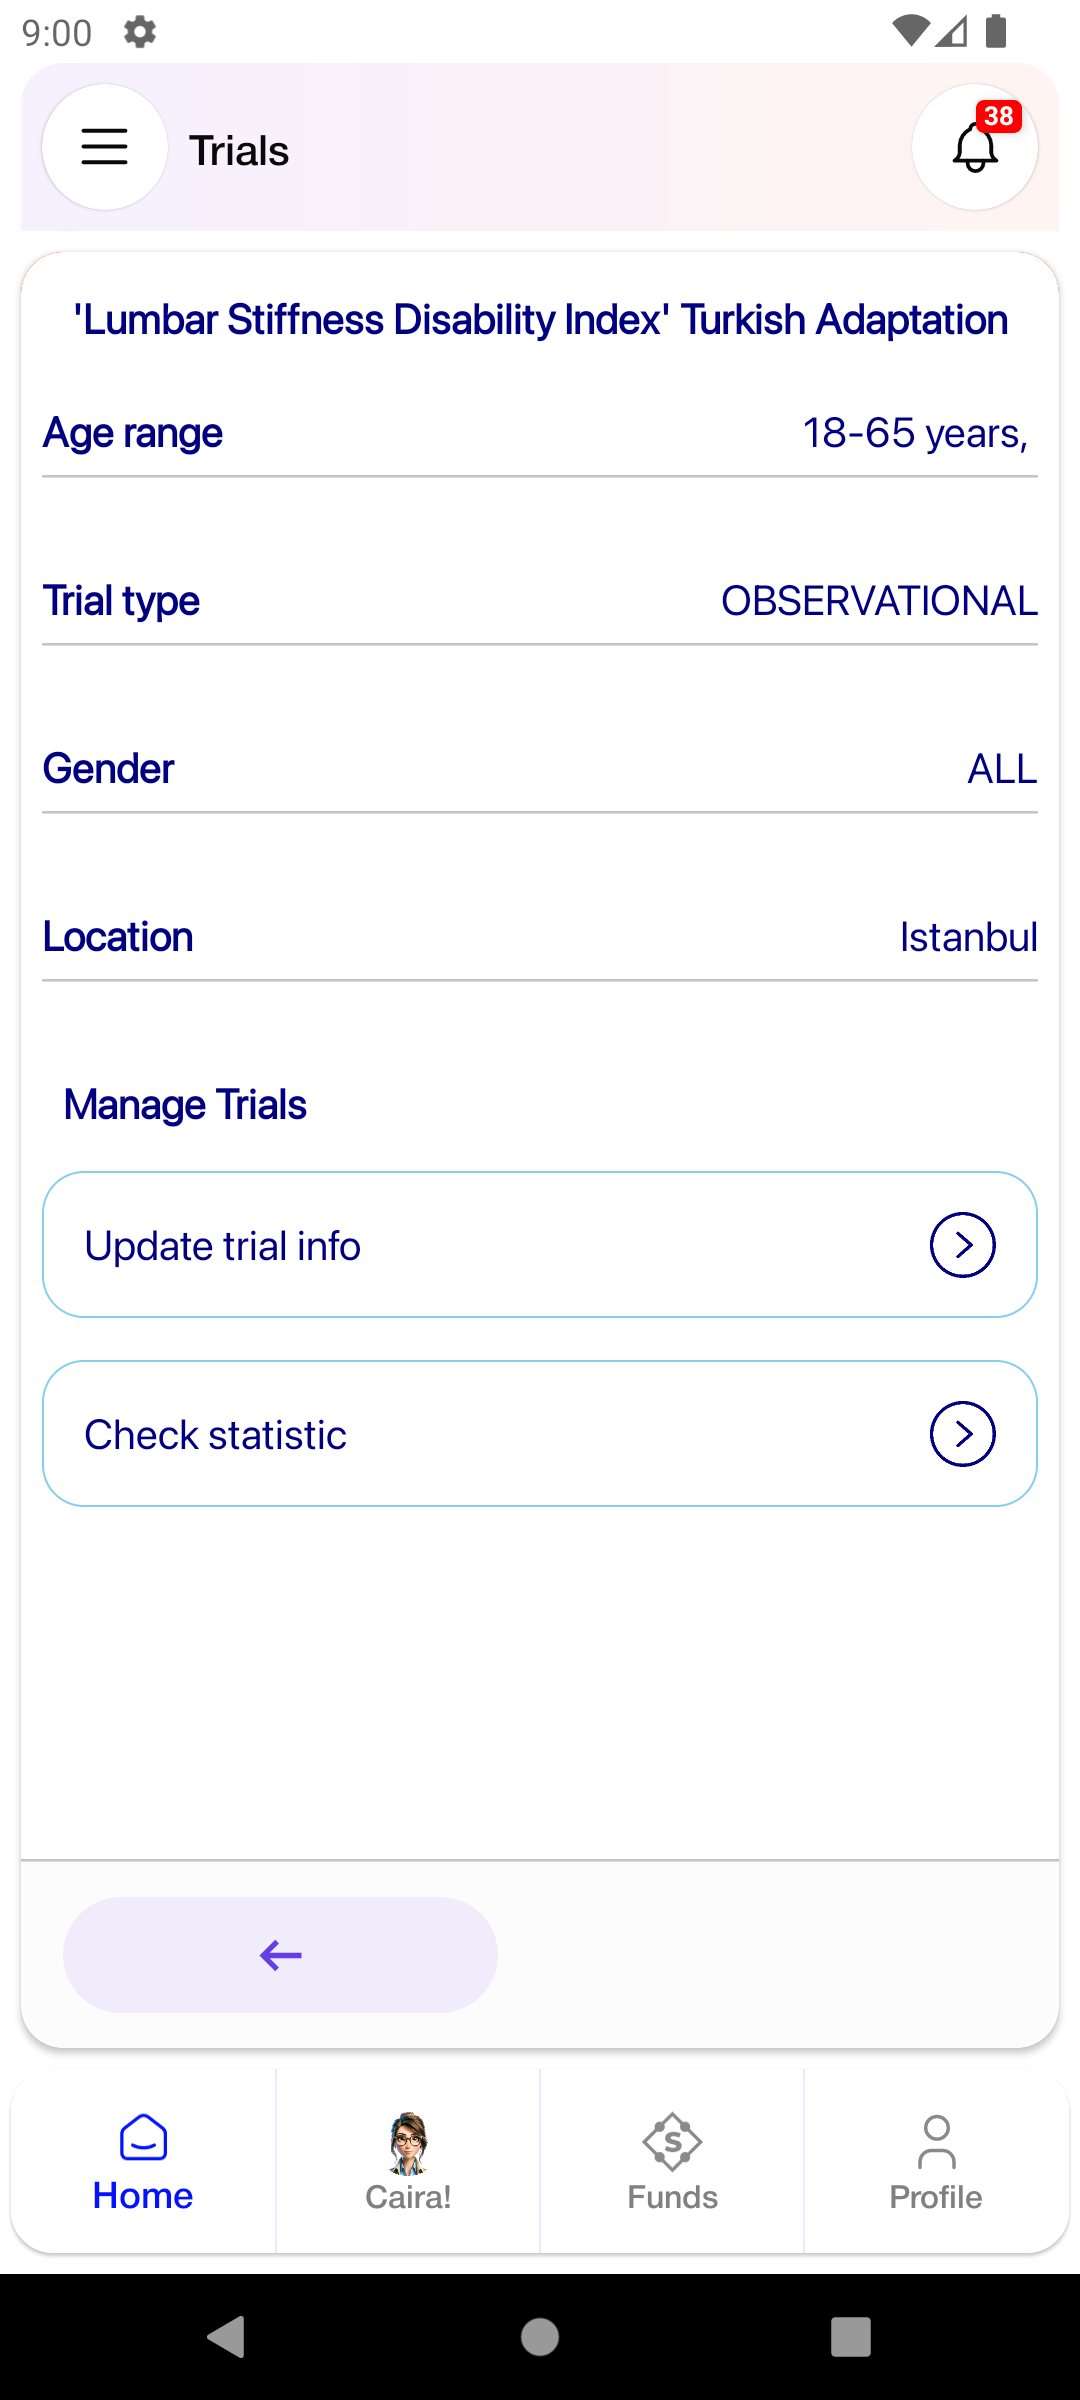 9:00
Trials
38
'Lumbar Stiffness Disability Index' Turkish Adaptation
Age range 18-65 years,
Trial type OBSERVATIONAL
Gender ALL
Location Istanbul
Manage Trials
Update trial info
Check statistic
Home
Caira!
Funds
Profile